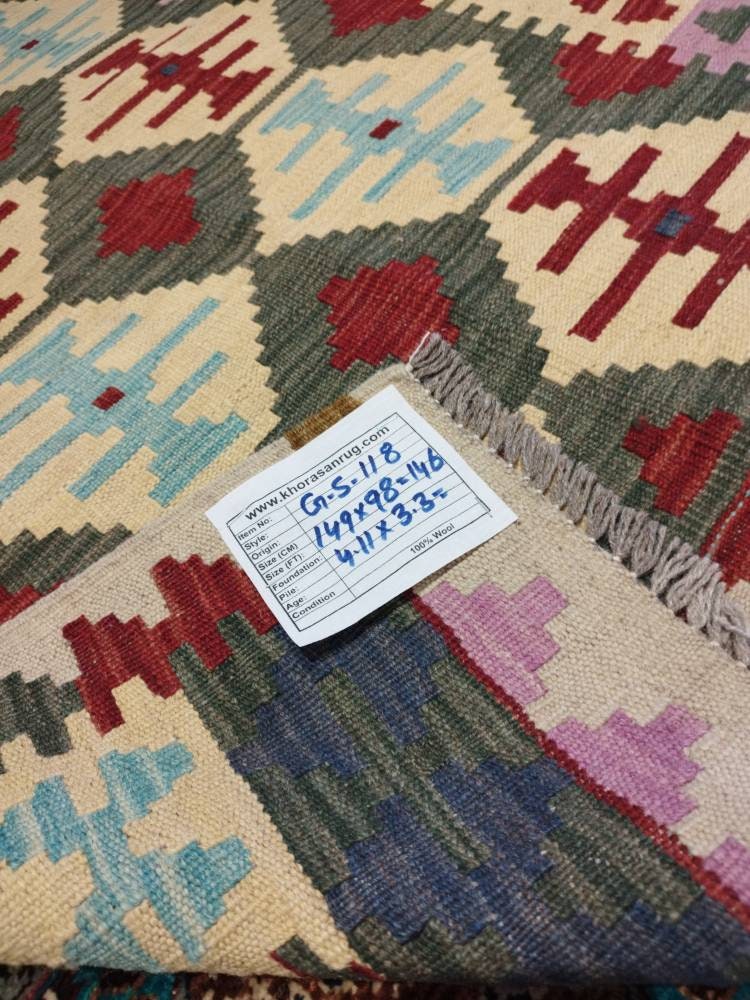 www.khorasanrug.com
Item No: G.S.118
Style: 149x98=146
Origin: 4.11x3.3=
Size (CM)
Size (FT):
Foundation:
Pile: 100% Wool
Age:
Condition